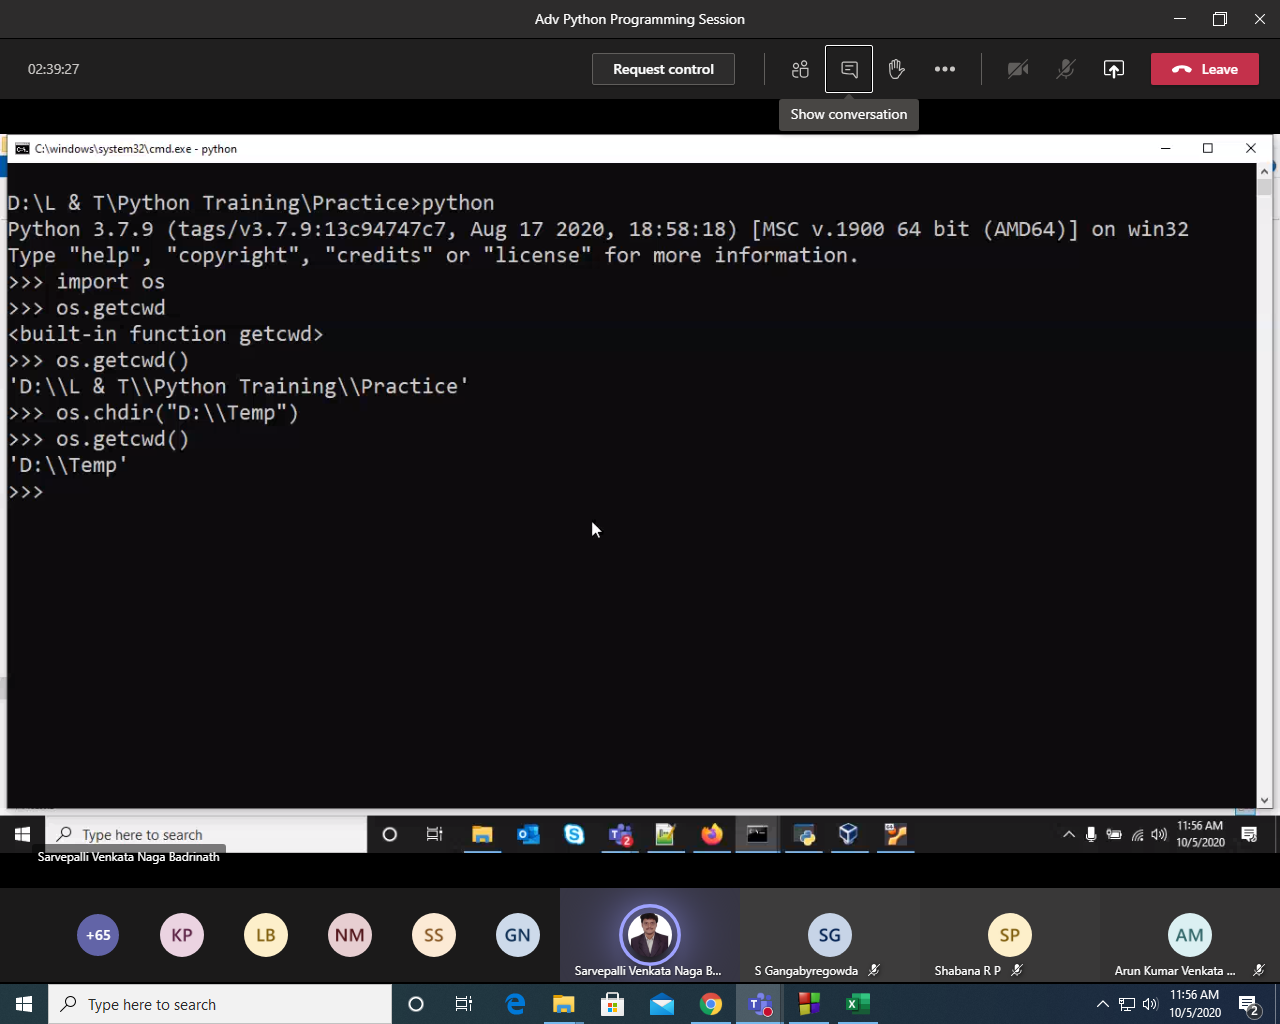 Adv Python Programming Session
02:39:27
Request control
Leave
Show conversation
C:\windows\system32\cmd.exe - python
D:\L & T\Python Training\Practice>python
Python 3.7.9 (tags/v3.7.9:13c94747c7, Aug 17 2020, 18:58:18) [MSC v.1900 64 bit (AMD64)] on win32
Type "help", "copyright", "credits" or "license" for more information.
>>> import os
>>> os.getcwd
<built-in function getcwd>
>>> os.getcwd()
'D:\\L & T\\Python Training\\Practice'
>>> os.chdir("D:\\Temp")
>>> os.getcwd()
'D:\\Temp'
>>>
Type here to search
2
11:56 AM
10/5/2020
Sarvepalli Venkata Naga Badrinath
+65
KP
LB
NM
SS
GN
SG
SP
AM
Sarvepalli Venkata Naga B...
S Gangabyregowda
Shabana R P
Arun Kumar Venkata ...
Type here to search
11:56 AM
10/5/2020
2